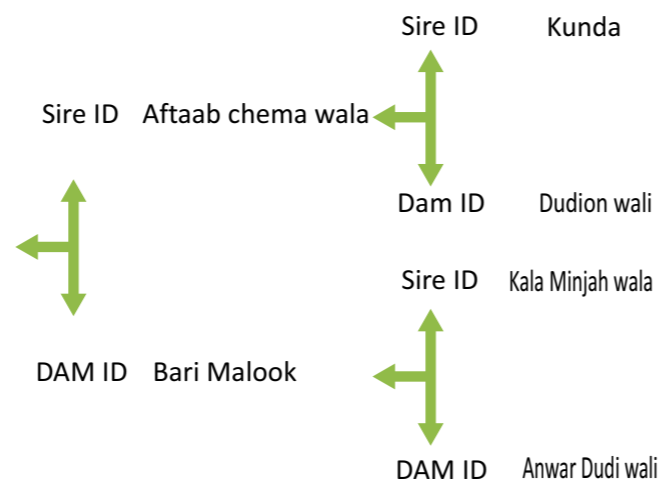 Sire ID Kunda
Sire ID Aftaab chema wala
Dam ID Dudion wali
Sire ID Kala Minjah wala
DAM ID Bari Malook
DAM ID Anwar Dudi wali